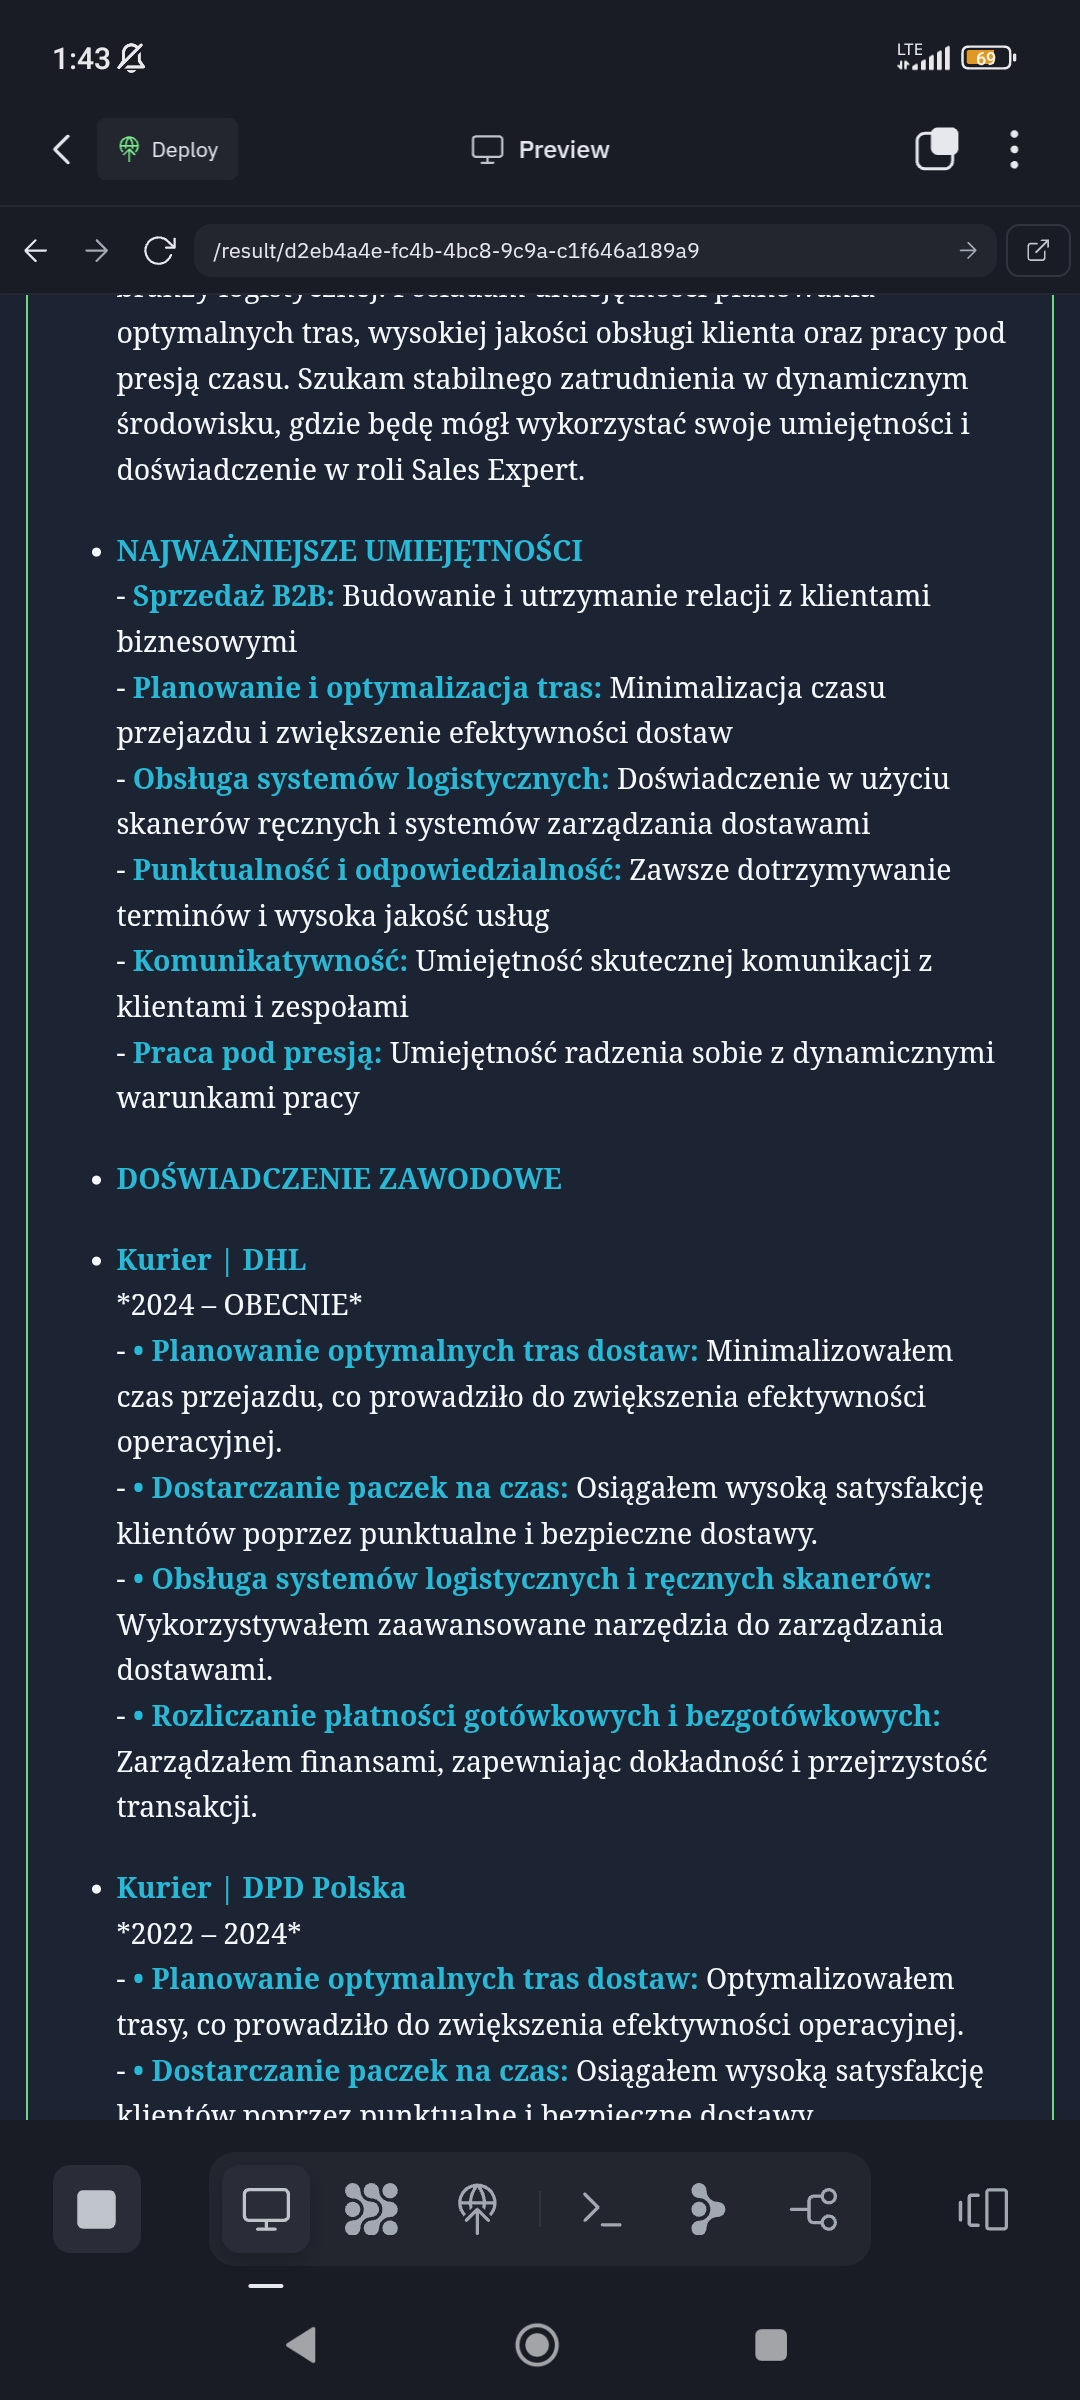 1:43
LTE
69
Deploy
Preview
/result/d2eb4a4e-fc4b-4bc8-9c9a-c1f646a189a9
branży logistycznej. Posiadam umiejętności planowania
optymalnych tras, wysokiej jakości obsługi klienta oraz pracy pod
presją czasu. Szukam stabilnego zatrudnienia w dynamicznym
środowisku, gdzie będę mógł wykorzystać swoje umiejętności i
doświadczenie w roli Sales Expert.
• NAJWAŻNIEJSZE UMIEJĘTNOŚCI
- Sprzedaż B2B: Budowanie i utrzymanie relacji z klientami
biznesowymi
- Planowanie i optymalizacja tras: Minimalizacja czasu
przejazdu i zwiększenie efektywności dostaw
- Obsługa systemów logistycznych: Doświadczenie w użyciu
skanerów ręcznych i systemów zarządzania dostawami
- Punktualność i odpowiedzialność: Zawsze dotrzymywanie
terminów i wysoka jakość usług
- Komunikatywność: Umiejętność skutecznej komunikacji z
klientami i zespołami
- Praca pod presją: Umiejętność radzenia sobie z dynamicznymi
warunkami pracy
• DOŚWIADCZENIE ZAWODOWE
• Kurier | DHL
*2024 – OBECNIE*
- • Planowanie optymalnych tras dostaw: Minimalizowałem
czas przejazdu, co prowadziło do zwiększenia efektywności
operacyjnej.
- • Dostarczanie paczek na czas: Osiągałem wysoką satysfakcję
klientów poprzez punktualne i bezpieczne dostawy.
- • Obsługa systemów logistycznych i ręcznych skanerów:
Wykorzystywałem zaawansowane narzędzia do zarządzania
dostawami.
- • Rozliczanie płatności gotówkowych i bezgotówkowych:
Zarządzałem finansami, zapewniając dokładność i przejrzystość
transakcji.
• Kurier | DPD Polska
*2022 – 2024*
- • Planowanie optymalnych tras dostaw: Optymalizowałem
trasy, co prowadziło do zwiększenia efektywności operacyjnej.
- • Dostarczanie paczek na czas: Osiągałem wysoką satysfakcję
klientów poprzez punktualne i bezpieczne dostawy.